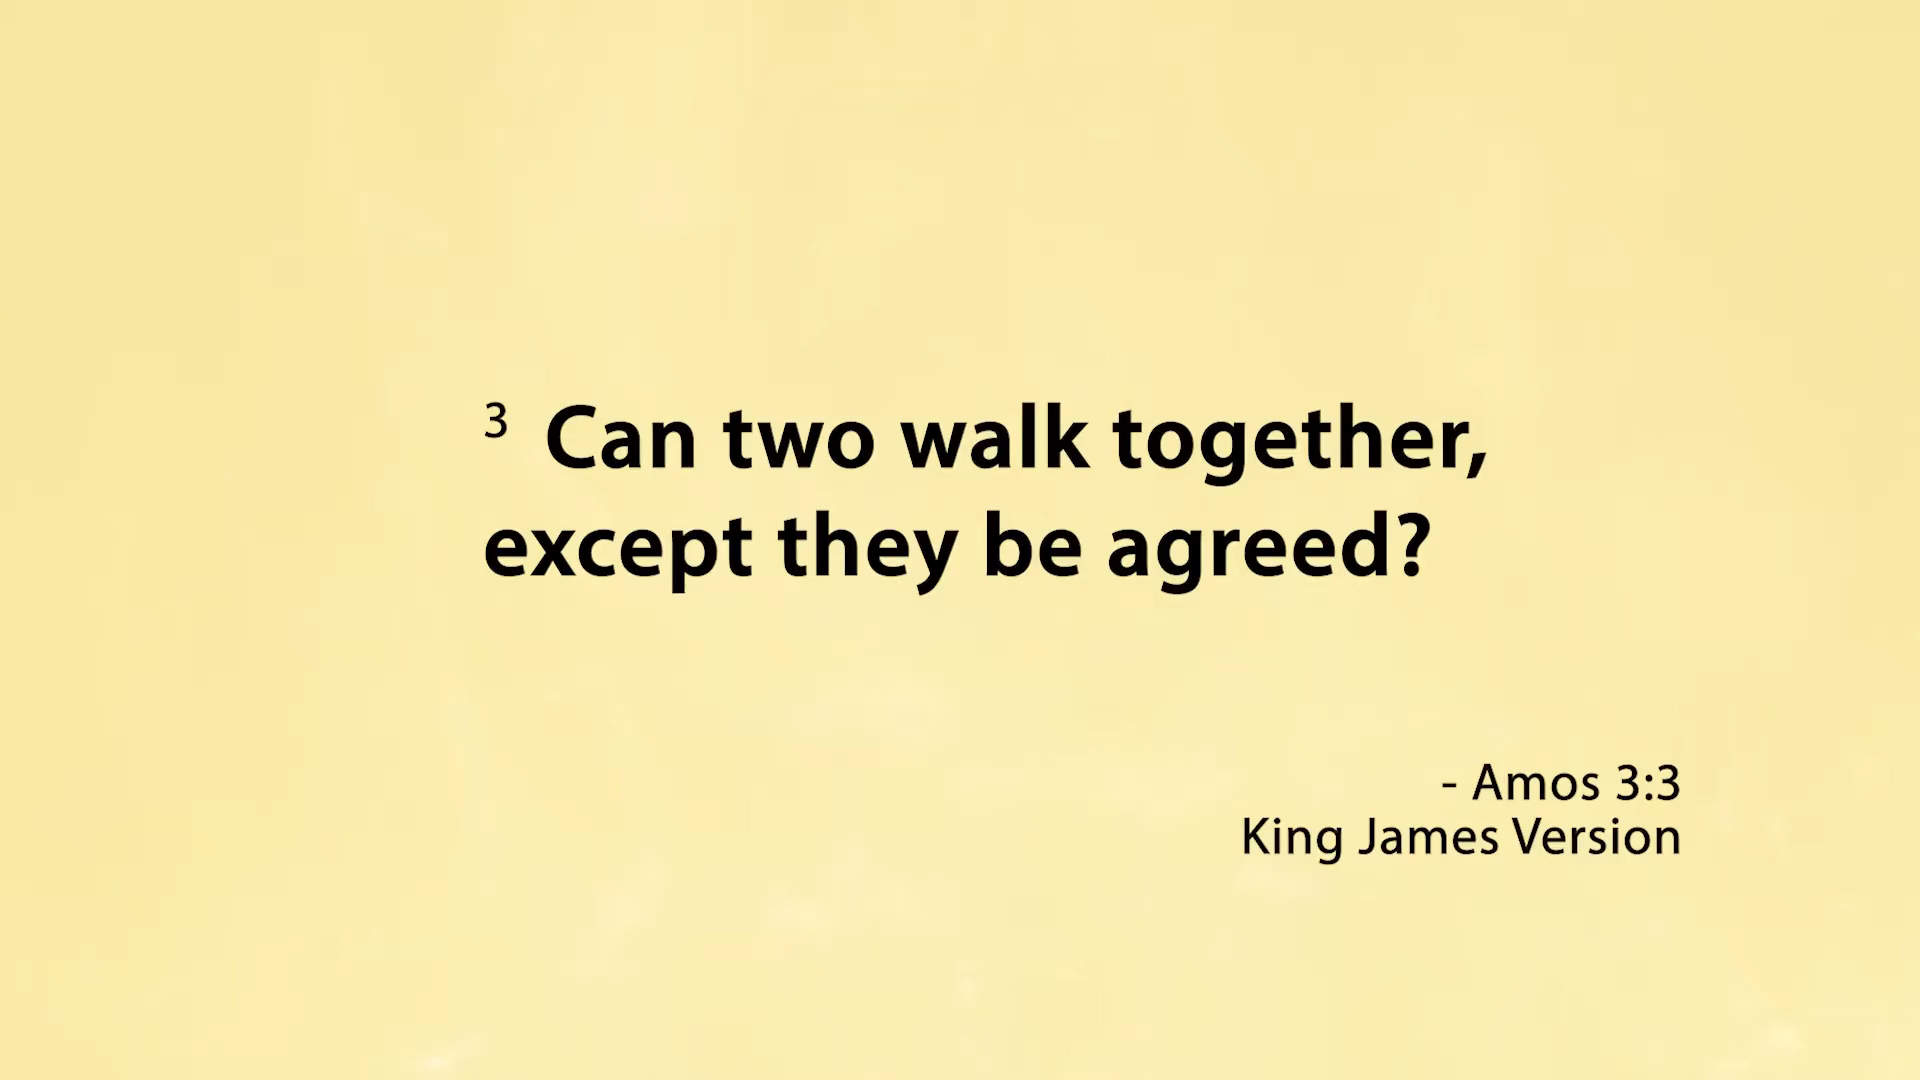 3 Can two walk together,
except they be agreed?
- Amos 3:3
King James Version